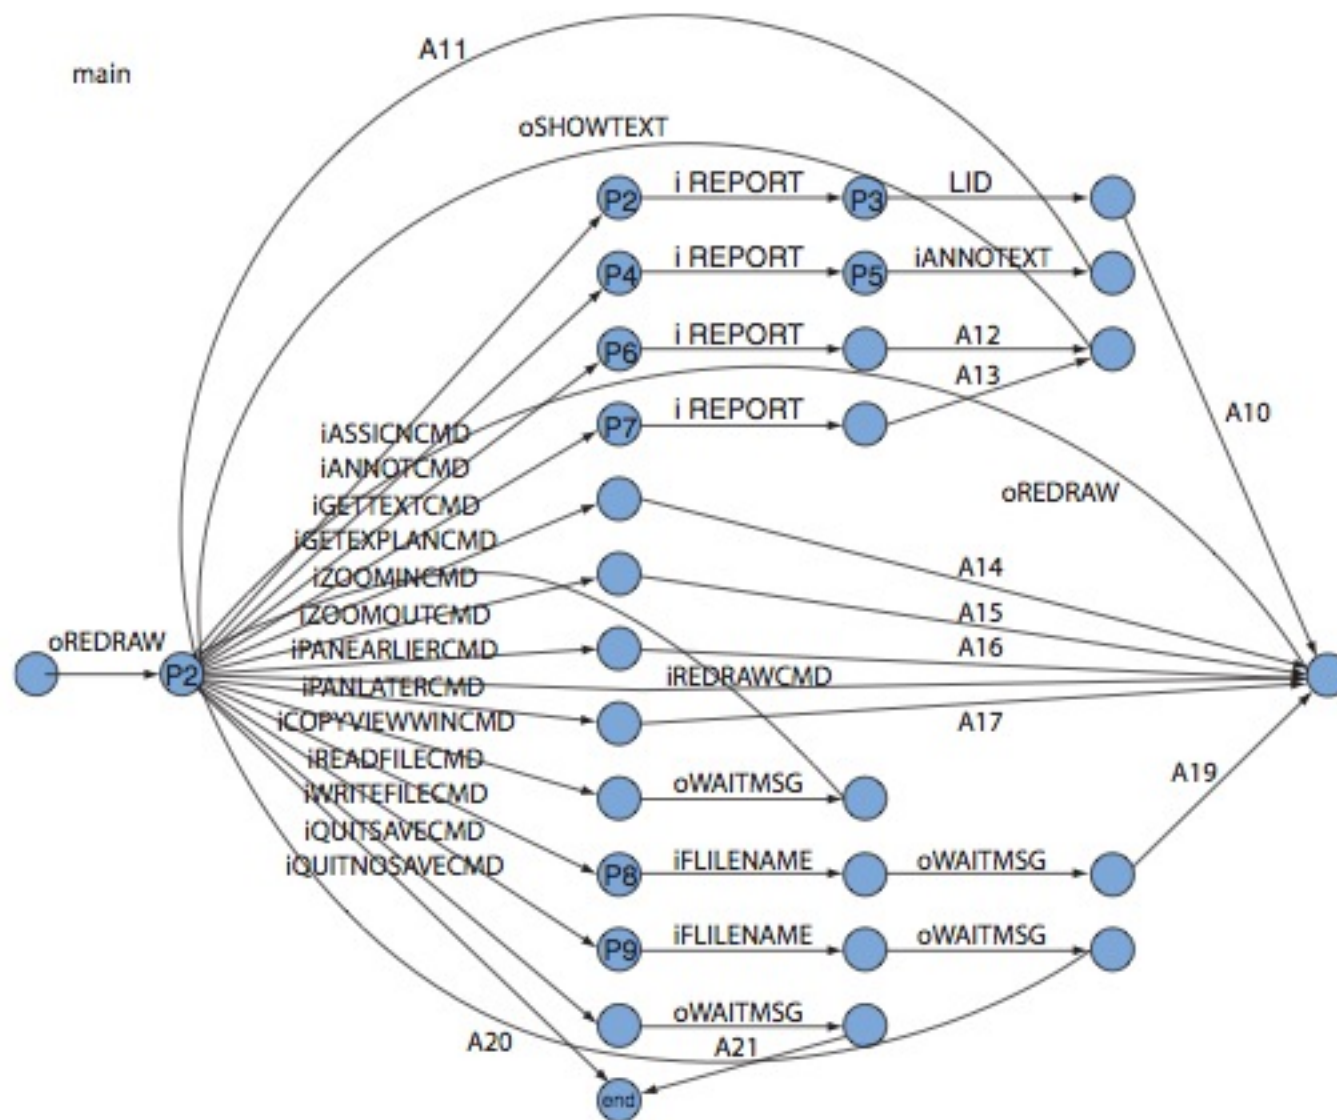 A11
main
oSHOWTEXT
P2 i REPORT P3 LID
P4 i REPORT P5 iANNOTEXT
P6 i REPORT A12
A13
P7 i REPORT
A10
iASSICNCMD
iANNOTCMD
iGETTEXTCMD
oREDRAW
iGETEXPLANCMD
A14
iZOOMINCMD
iZOOMQUTCMD
A15
oREDRAW
iPANEARLIERCMD
A16
P2
iREDRAWCMD
iPANLATERCMD
iCOPYVIEWWINCMD
A17
iREADFILECMD
oWAITMSG
A19
iWRITEFILECMD
iQUITSAVECMD
iQUITNOSAVECMD
P8 iFLILENAME oWAITMSG
P9 iFLILENAME oWAITMSG
oWAITMSG
A20
A21
end